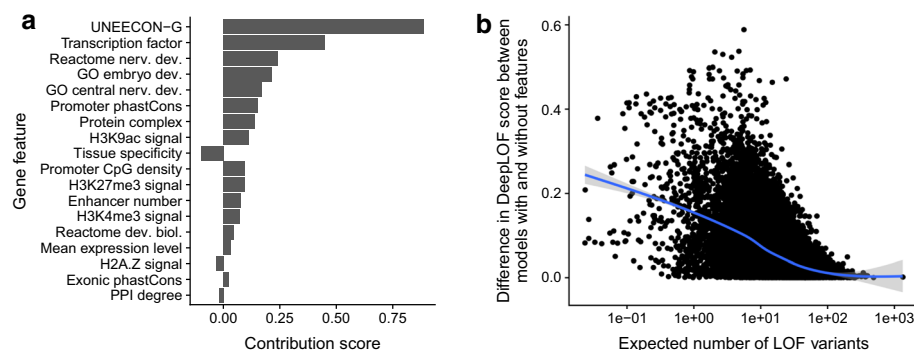 a
Gene feature
UNEECON−G
Transcription factor
Reactome nerv. dev.
GO embryo dev.
GO central nerv. dev.
Promoter phastCons
Protein complex
H3K9ac signal
Tissue specificity
Promoter CpG density
H3K27me3 signal
Enhancer number
H3K4me3 signal
Reactome dev. biol.
Mean expression level
H2A.Z signal
Exonic phastCons
PPI degree
0.00 0.25 0.50 0.75
Contribution score
b
Difference in DeepLOF score between
models with and without features
0.6
0.4
0.2
0.0
1e−01 1e+00 1e+01 1e+02 1e+03
Expected number of LOF variants